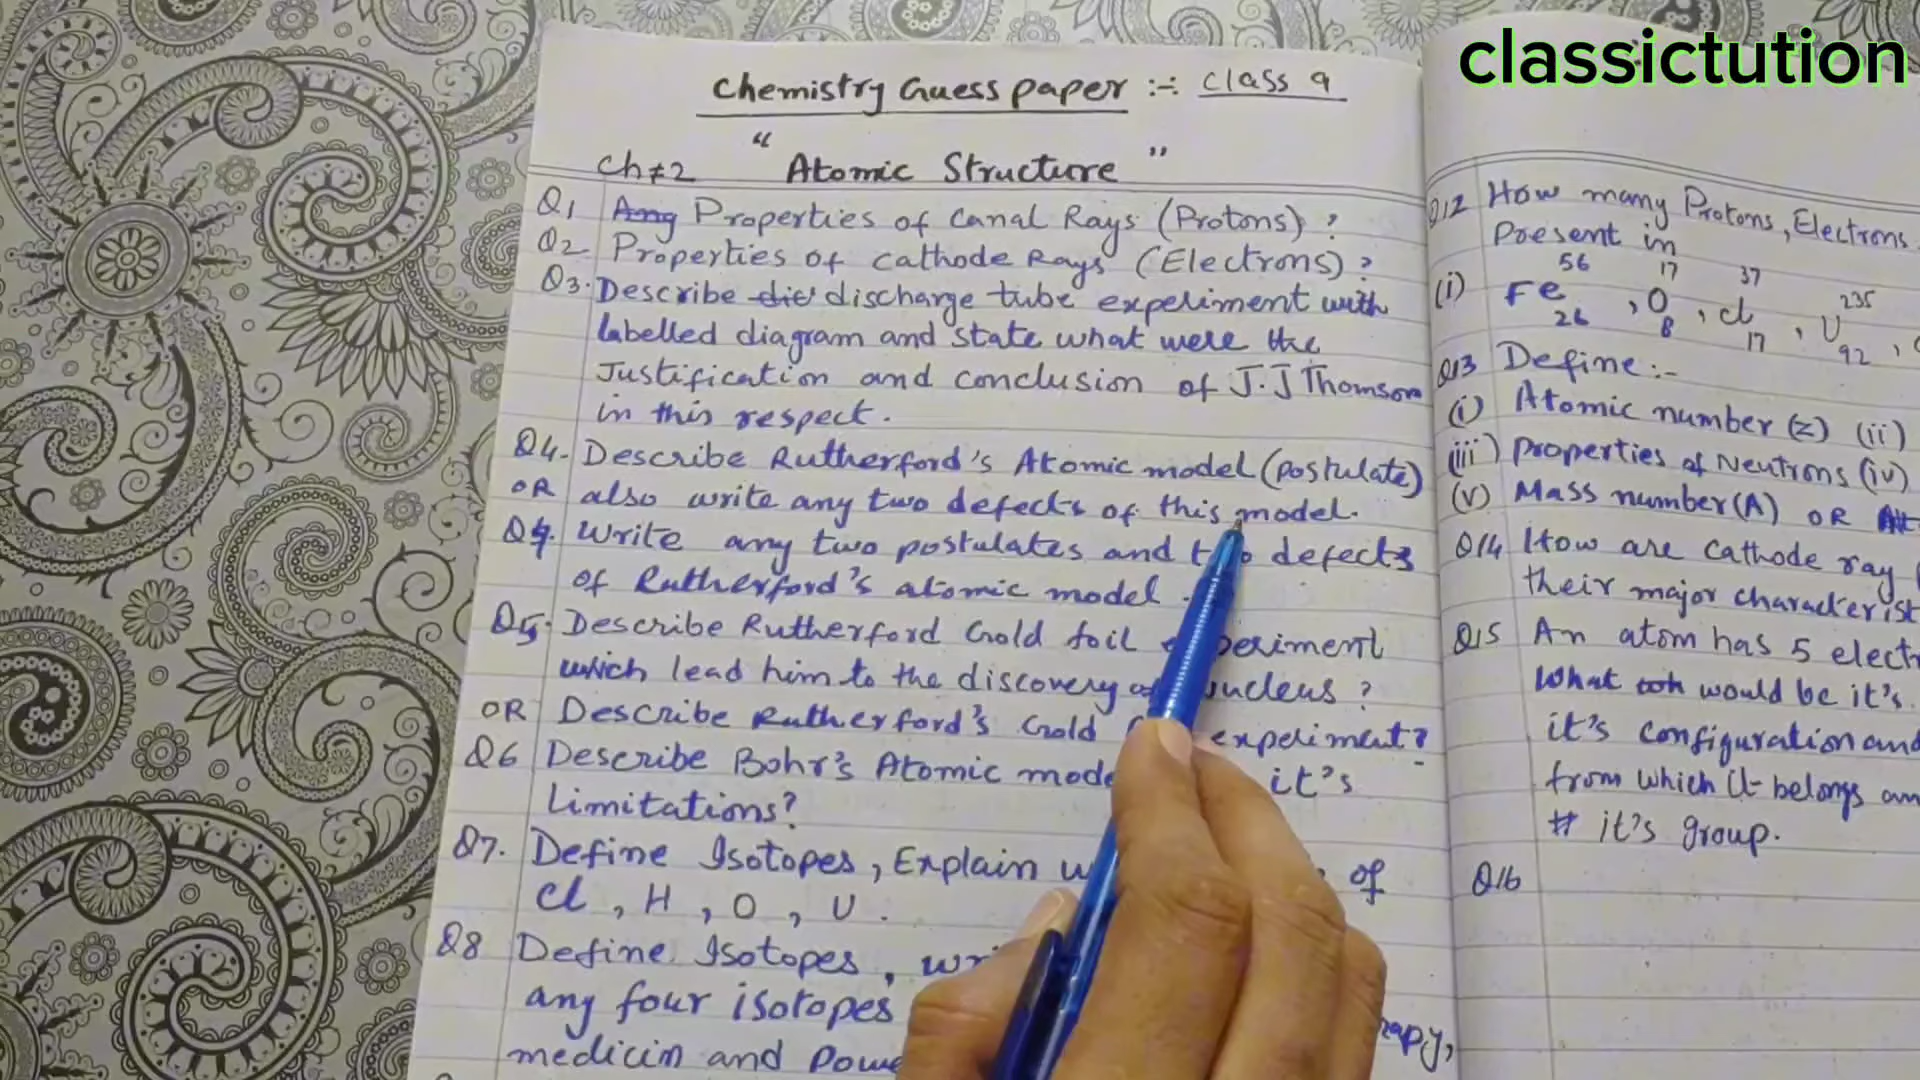 classictution
Chemistry Guess paper :- Class 9
Ch # 2 "Atomic Structure"
Q1 Properties of Canal Rays (Protons)?
Q2 Properties of Cathode Rays (Electrons)?
Q3. Describe discharge tube experiment with
labelled diagram and state what were the
Justification and conclusion of J.J Thomson
in this respect.
Q4. Describe Rutherford's Atomic model (postulate)
also write any two defects of this model.
OR
Q4. Write any two postulates and defects
of Rutherford's atomic model.
Q5. Describe Rutherford Gold foil experiment
which lead him to the discovery of nucleus?
OR Describe Rutherford's Gold experiment?
Q6 Describe Bohr's Atomic it's
Limitations?
Q7. Define Isotopes, Explain of
Cl, H, O, U.
Q8 Define Isotopes,
any four isotopes
medicin and
Q12 How many Protons, Electrons
Present in
(i) Fe 56 26, O 17 8, Cl 37 17, U 235 92,
Q13 Define:-
(i) Atomic number (Z) (ii)
(iii) Properties of Neutrons (iv)
(v) Mass number (A) OR
Q14 How are Cathode ray
their major
Q15 An atom has 5
What would be it's
it's configuration and
from which it belongs
# it's group.
Q16